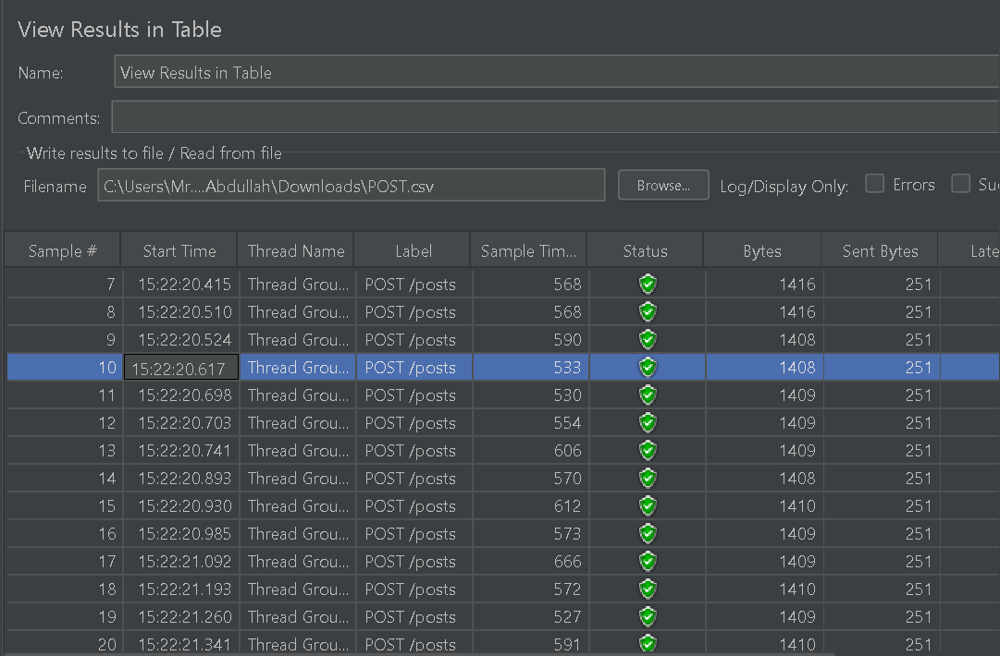 View Results in Table
Name: View Results in Table
Comments:
Write results to file / Read from file
Filename C:\Users\Mr....Abdullah\Downloads\POST.csv Browse... Log/Display Only: Errors Suc
Sample # Start Time Thread Name Label Sample Tim... Status Bytes Sent Bytes Late
7 15:22:20.415 Thread Grou... POST /posts 568 1416 251
8 15:22:20.510 Thread Grou... POST /posts 568 1416 251
9 15:22:20.524 Thread Grou... POST /posts 590 1408 251
10 15:22:20.617 Thread Grou... POST /posts 533 1408 251
11 15:22:20.698 Thread Grou... POST /posts 530 1409 251
12 15:22:20.703 Thread Grou... POST /posts 554 1409 251
13 15:22:20.741 Thread Grou... POST /posts 606 1409 251
14 15:22:20.893 Thread Grou... POST /posts 570 1408 251
15 15:22:20.930 Thread Grou... POST /posts 612 1410 251
16 15:22:20.985 Thread Grou... POST /posts 573 1409 251
17 15:22:21.092 Thread Grou... POST /posts 666 1409 251
18 15:22:21.193 Thread Grou... POST /posts 572 1410 251
19 15:22:21.260 Thread Grou... POST /posts 527 1409 251
20 15:22:21.341 Thread Grou... POST /posts 591 1410 251